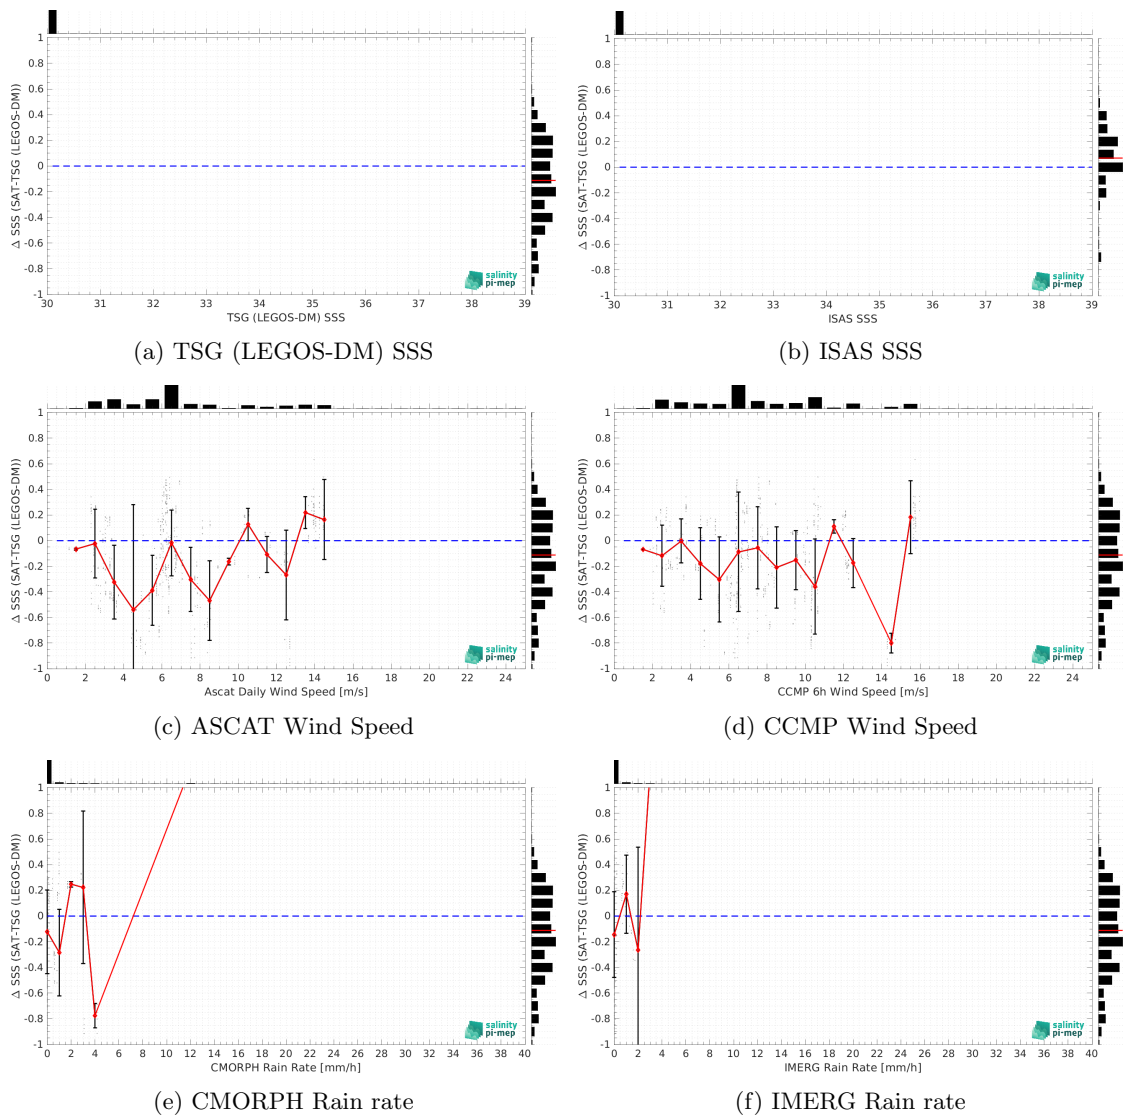 1
0.8
0.6
0.4
0.2
0
-0.2
-0.4
-0.6
-0.8
-1
Δ SSS (SAT-TSG (LEGOS-DM))
30 31 32 33 34 35 36 37 38 39
TSG (LEGOS-DM) SSS
salinity
pi-mep
(a) TSG (LEGOS-DM) SSS
1
0.8
0.6
0.4
0.2
0
-0.2
-0.4
-0.6
-0.8
-1
Δ SSS (SAT-TSG (LEGOS-DM))
30 31 32 33 34 35 36 37 38 39
ISAS SSS
salinity
pi-mep
(b) ISAS SSS
1
0.8
0.6
0.4
0.2
0
-0.2
-0.4
-0.6
-0.8
-1
Δ SSS (SAT-TSG (LEGOS-DM))
0 2 4 6 8 10 12 14 16 18 20 22 24
Ascat Daily Wind Speed [m/s]
salinity
pi-mep
(c) ASCAT Wind Speed
1
0.8
0.6
0.4
0.2
0
-0.2
-0.4
-0.6
-0.8
-1
Δ SSS (SAT-TSG (LEGOS-DM))
0 2 4 6 8 10 12 14 16 18 20 22 24
CCMP 6h Wind Speed [m/s]
salinity
pi-mep
(d) CCMP Wind Speed
1
0.8
0.6
0.4
0.2
0
-0.2
-0.4
-0.6
-0.8
-1
Δ SSS (SAT-TSG (LEGOS-DM))
0 2 4 6 8 10 12 14 16 18 20 22 24 26 28 30 32 34 36 38 40
CMORPH Rain Rate [mm/h]
salinity
pi-mep
(e) CMORPH Rain rate
1
0.8
0.6
0.4
0.2
0
-0.2
-0.4
-0.6
-0.8
-1
Δ SSS (SAT-TSG (LEGOS-DM))
0 2 4 6 8 10 12 14 16 18 20 22 24 26 28 30 32 34 36 38 40
IMERG Rain Rate [mm/h]
salinity
pi-mep
(f) IMERG Rain rate